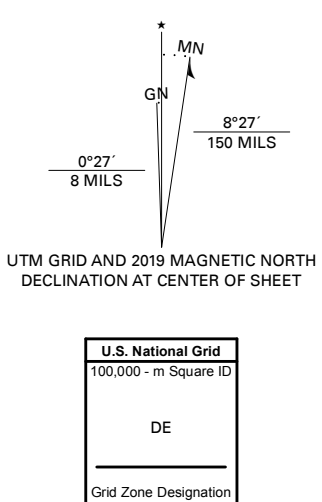 ★
MN
GN
8°27´
150 MILS
0°27´
8 MILS
UTM GRID AND 2019 MAGNETIC NORTH
DECLINATION AT CENTER OF SHEET
U.S. National Grid
100,000 - m Square ID
DE
Grid Zone Designation